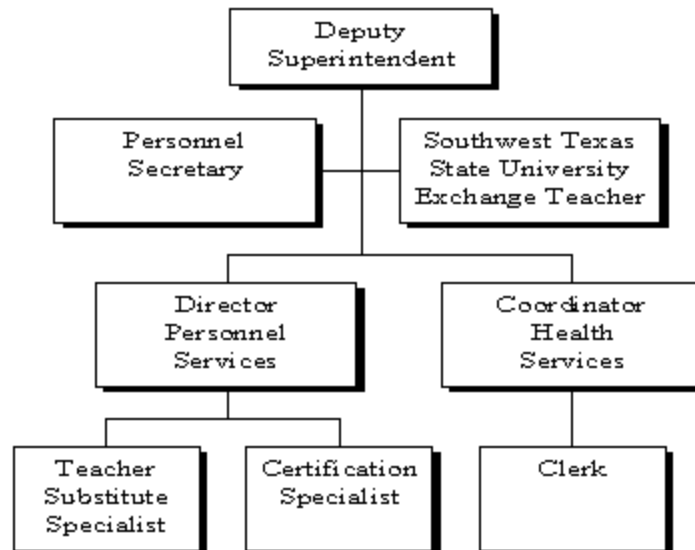 Deputy
Superintendent
Personnel
Secretary
Southwest Texas
State University
Exchange Teacher
Director
Personnel
Services
Coordinator
Health
Services
Teacher
Substitute
Specialist
Certification
Specialist
Clerk